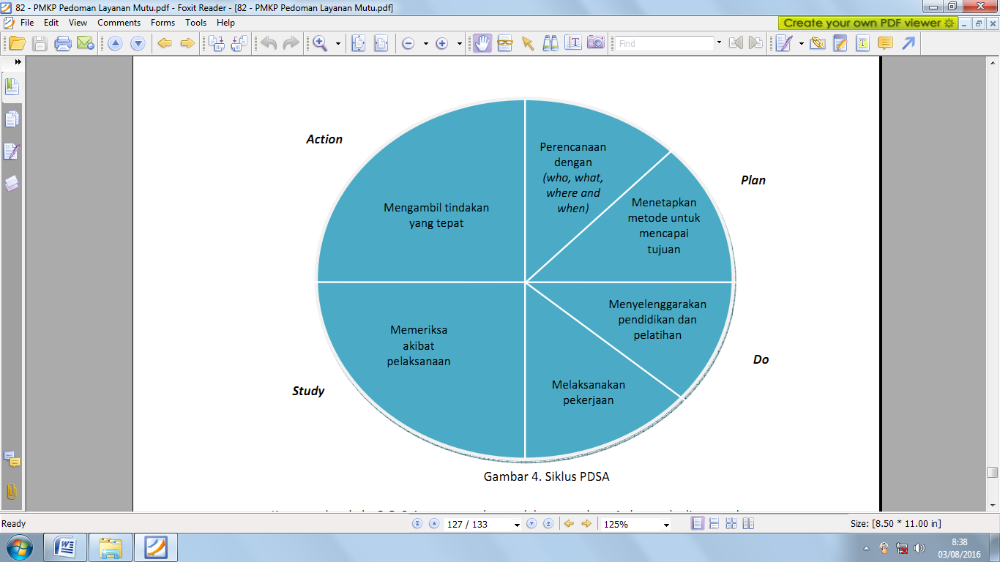 82 - PMKP Pedoman Layanan Mutu.pdf - Foxit Reader - [82 - PMKP Pedoman Layanan Mutu.pdf]
File Edit View Comments Forms Tools Help
Create your own PDF viewer
Find
Action
Plan
Do
Study
Perencanaan
dengan
(who, what,
where and
when)
Menetapkan
metode untuk
mencapai
tujuan
Menyelenggarakan
pendidikan dan
pelatihan
Melaksanakan
pekerjaan
Memeriksa
akibat
pelaksanaan
Mengambil tindakan
yang tepat
Gambar 4. Siklus PDSA
Ready
127 / 133
125%
Size: [8.50 * 11.00 in]
8:38
03/08/2016